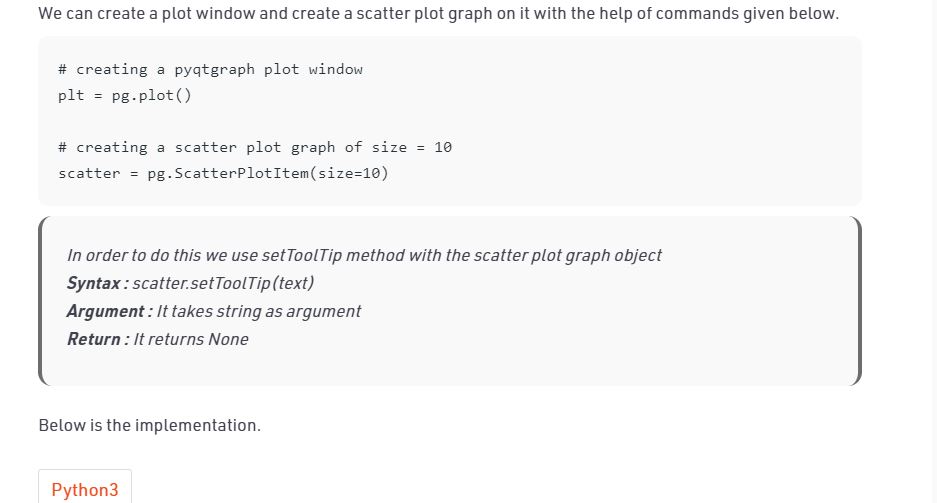 We can create a plot window and create a scatter plot graph on it with the help of commands given below.
# creating a pyqtgraph plot window
plt = pg.plot()
# creating a scatter plot graph of size = 10
scatter = pg.ScatterPlotItem(size=10)
In order to do this we use setToolTip method with the scatter plot graph object
Syntax : scatter.setToolTip(text)
Argument : It takes string as argument
Return : It returns None
Below is the implementation.
Python3